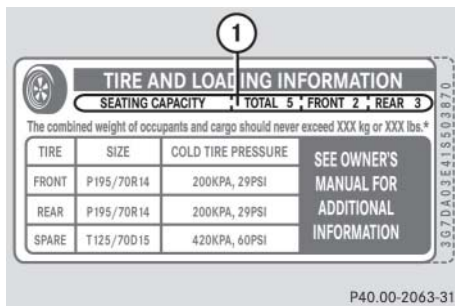 1
TIRE AND LOADING INFORMATION
SEATING CAPACITY TOTAL 5 FRONT 2 REAR 3
The combined weight of occupants and cargo should never exceed XXX kg or XXX lbs.*
TIRE SIZE COLD TIRE PRESSURE
FRONT P195/70R14 200KPA, 29PSI
REAR P195/70R14 200KPA, 29PSI
SPARE T125/70D15 420KPA, 60PSI
SEE OWNER'S
MANUAL FOR
ADDITIONAL
INFORMATION
3G7DA03E41S503870
P40.00-2063-31